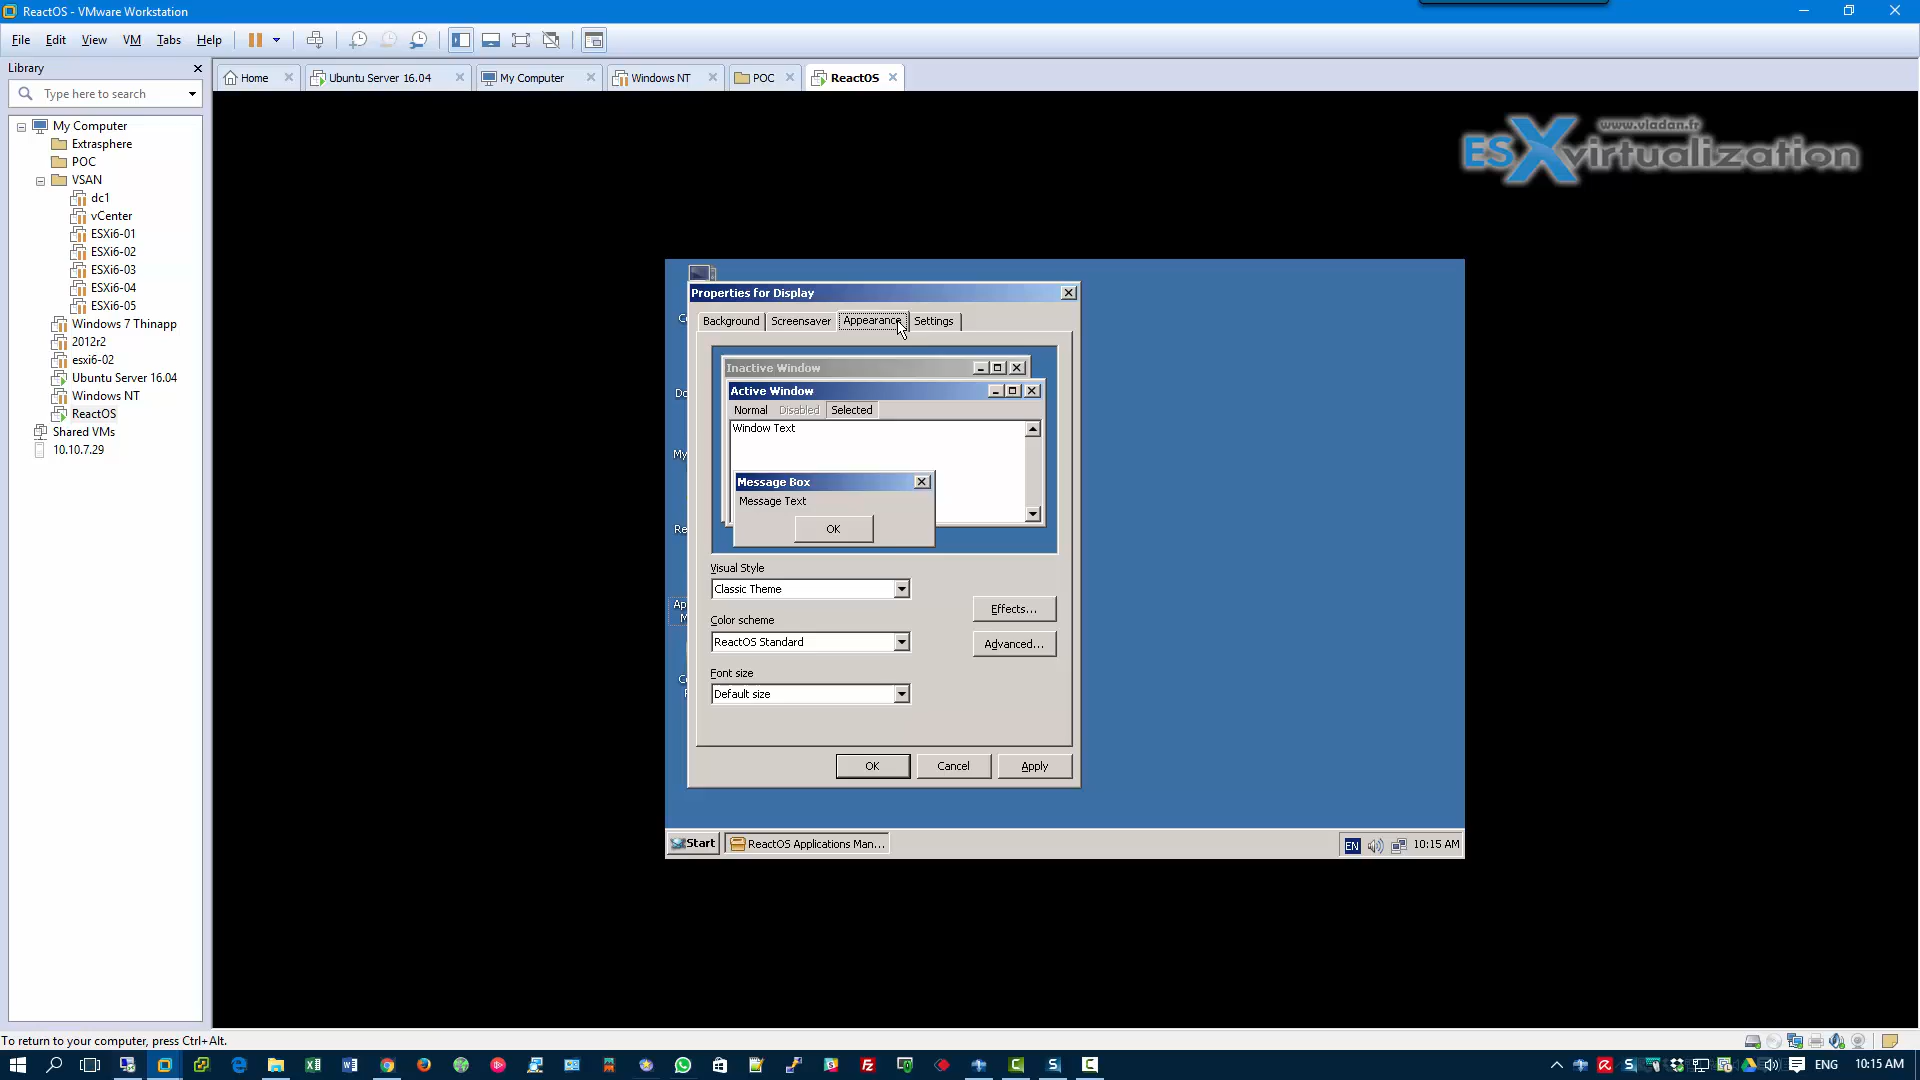 ReactOS - VMware Workstation
File Edit View VM Tabs Help
Library
Home
Ubuntu Server 16.04
My Computer
Windows NT
POC
ReactOS
Type here to search
My Computer
Extrasphere
POC
VSAN
dc1
vCenter
ESXi6-01
ESXi6-02
ESXi6-03
ESXi6-04
ESXi6-05
Windows 7 Thinapp
2012r2
esxi6-02
Ubuntu Server 16.04
Windows NT
ReactOS
Shared VMs
10.10.7.29
www.vladan.fr
ESXvirtualization
Properties for Display
Background Screensaver Appearance Settings
Inactive Window
Active Window
Normal Disabled Selected
Window Text
Message Box
Message Text
OK
Visual Style
Classic Theme
Effects...
Color scheme
ReactOS Standard
Advanced...
Font size
Default size
OK Cancel Apply
Start
ReactOS Applications Man...
EN
10:15 AM
To return to your computer, press Ctrl+Alt.
ENG
10:15 AM